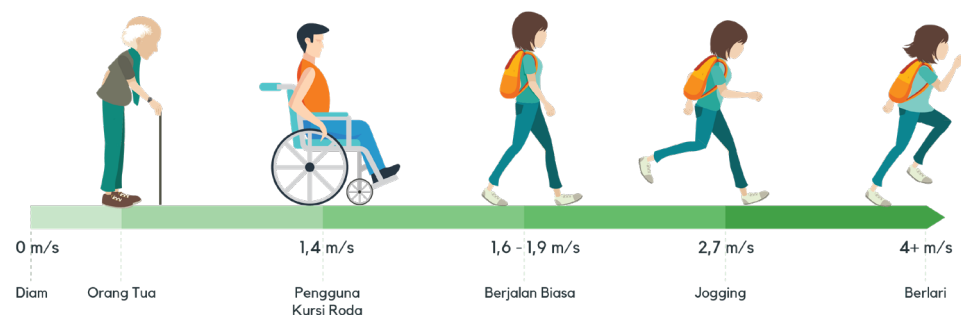 0 m/s
1,4 m/s
1,6 - 1,9 m/s
2,7 m/s
4+ m/s
Diam
Orang Tua
Pengguna
Kursi Roda
Berjalan Biasa
Jogging
Berlari